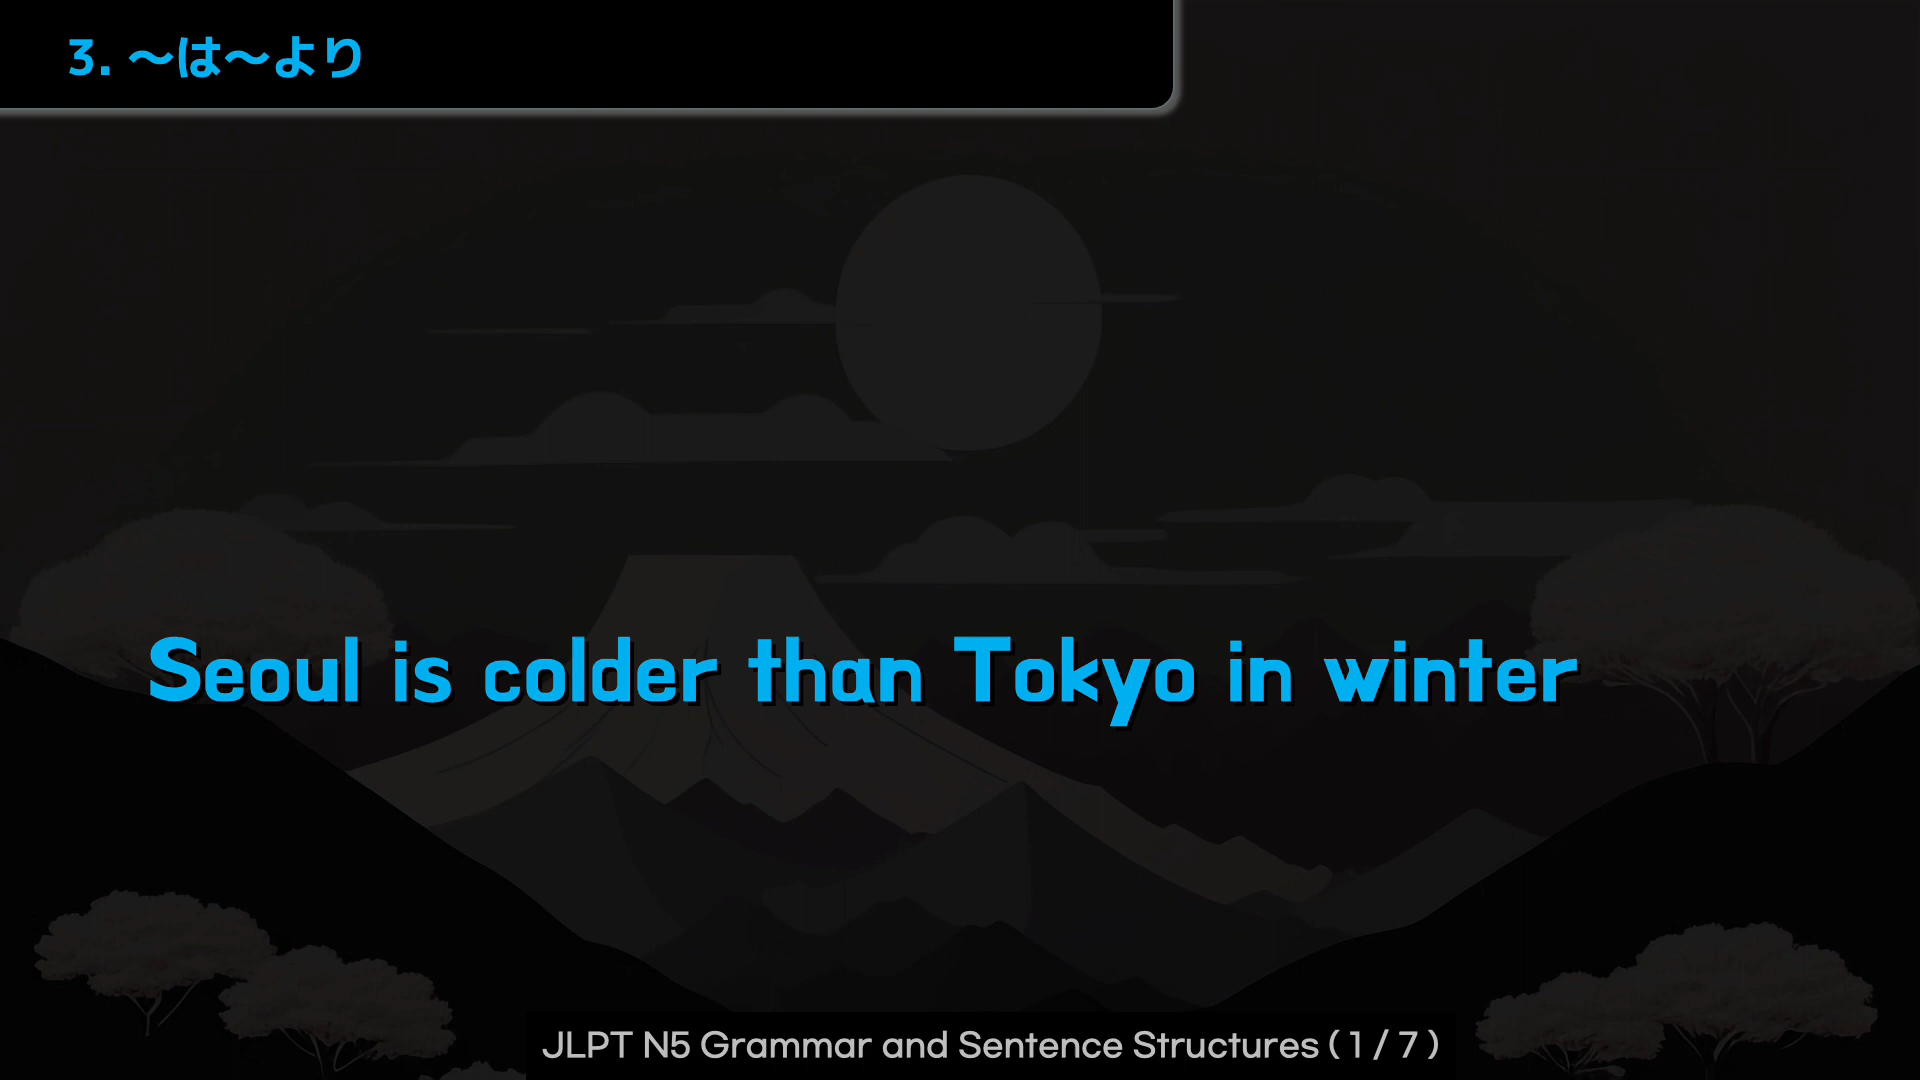 3. ～は～より
Seoul is colder than Tokyo in winter
JLPT N5 Grammar and Sentence Structures ( 1 / 7 )